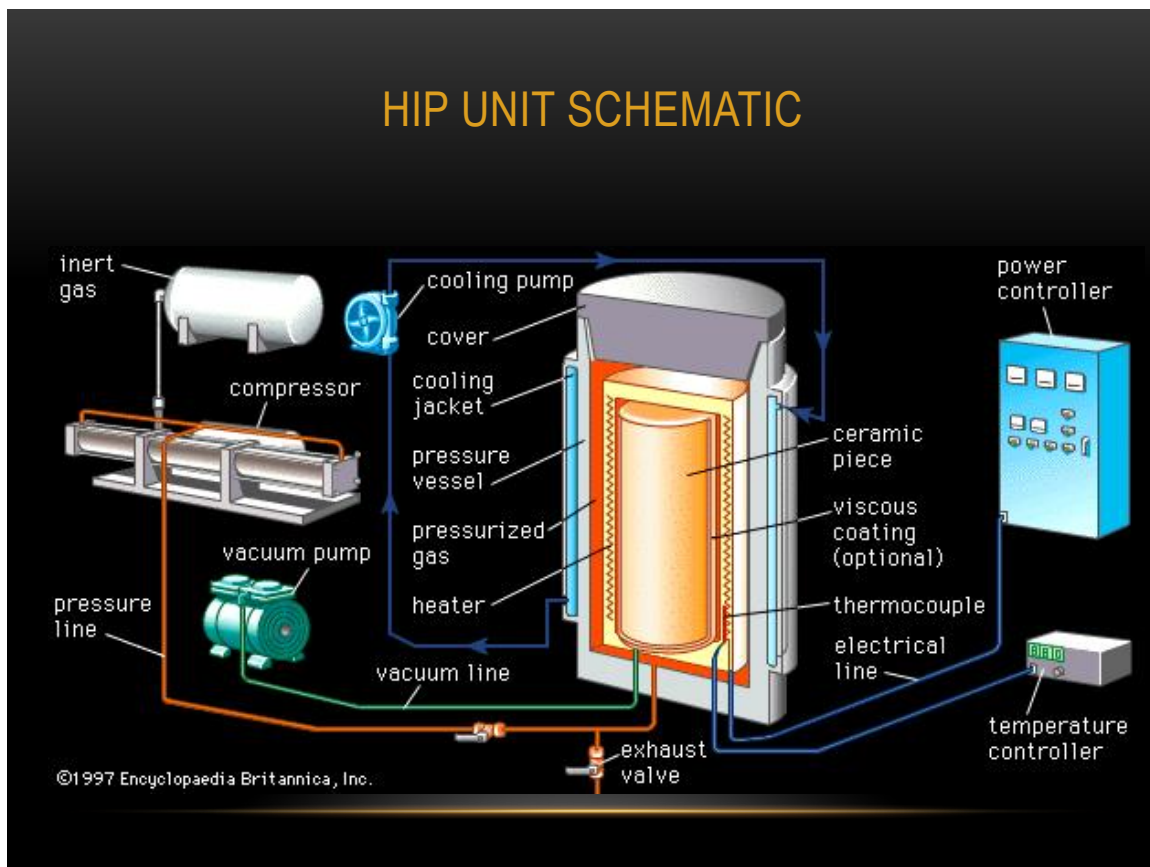 HIP UNIT SCHEMATIC
inert
gas
cooling pump
power
controller
cover
compressor
cooling
jacket
ceramic
piece
pressure
vessel
viscous
coating
(optional)
pressurized
gas
vacuum pump
pressure
line
heater
thermocouple
electrical
line
vacuum line
temperature
controller
exhaust
valve
©1997 Encyclopaedia Britannica, Inc.